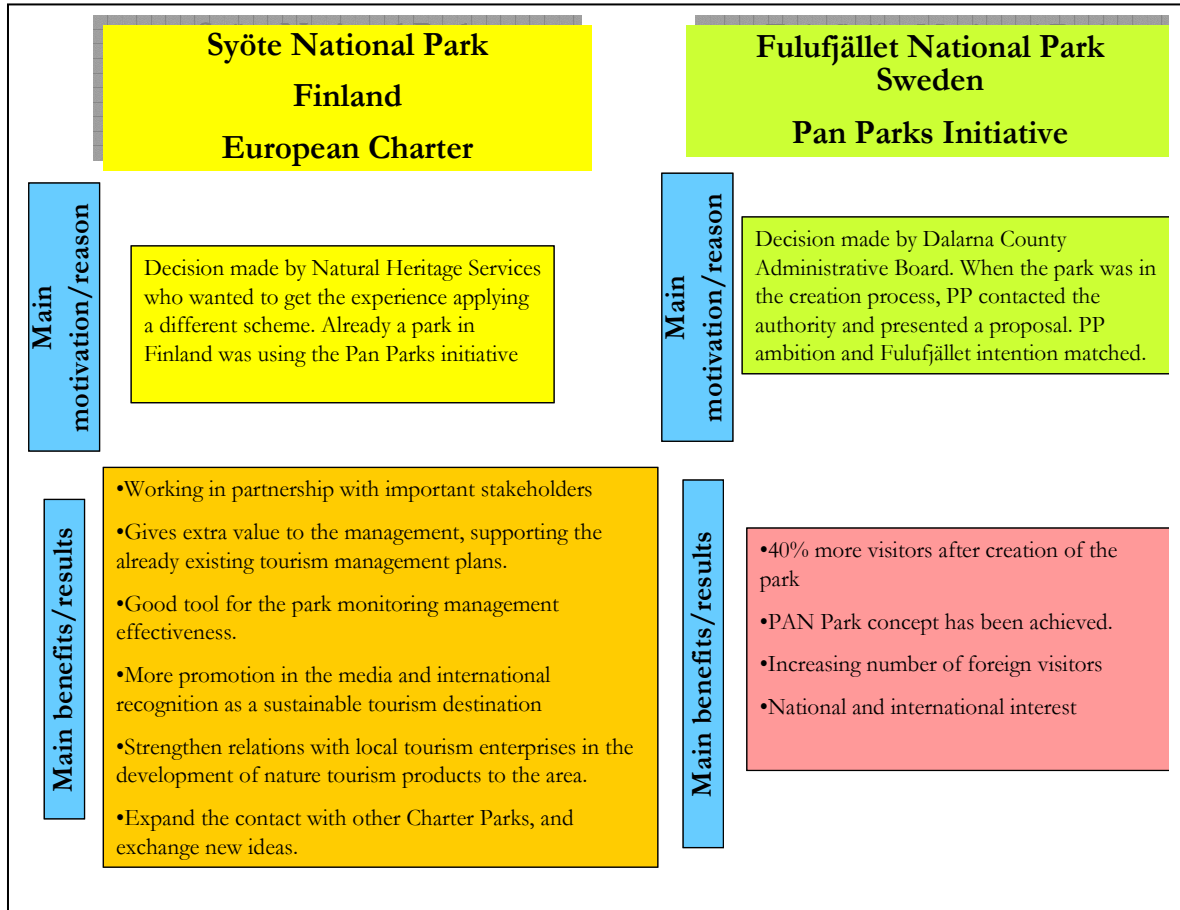 Syöte National Park
Finland
European Charter
Fulufjället National Park
Sweden
Pan Parks Initiative
Main
motivation/reason
Decision made by Natural Heritage Services
who wanted to get the experience applying
a different scheme. Already a park in
Finland was using the Pan Parks initiative
Main
motivation/reason
Decision made by Dalarna County
Administrative Board. When the park was in
the creation process, PP contacted the
authority and presented a proposal. PP
ambition and Fulufjället intention matched.
Main benefits/results
•Working in partnership with important stakeholders
•Gives extra value to the management, supporting the
already existing tourism management plans.
•Good tool for the park monitoring management
effectiveness.
•More promotion in the media and international
recognition as a sustainable tourism destination
•Strengthen relations with local tourism enterprises in the
development of nature tourism products to the area.
•Expand the contact with other Charter Parks, and
exchange new ideas.
Main benefits/results
•40% more visitors after creation of the
park
•PAN Park concept has been achieved.
•Increasing number of foreign visitors
•National and international interest